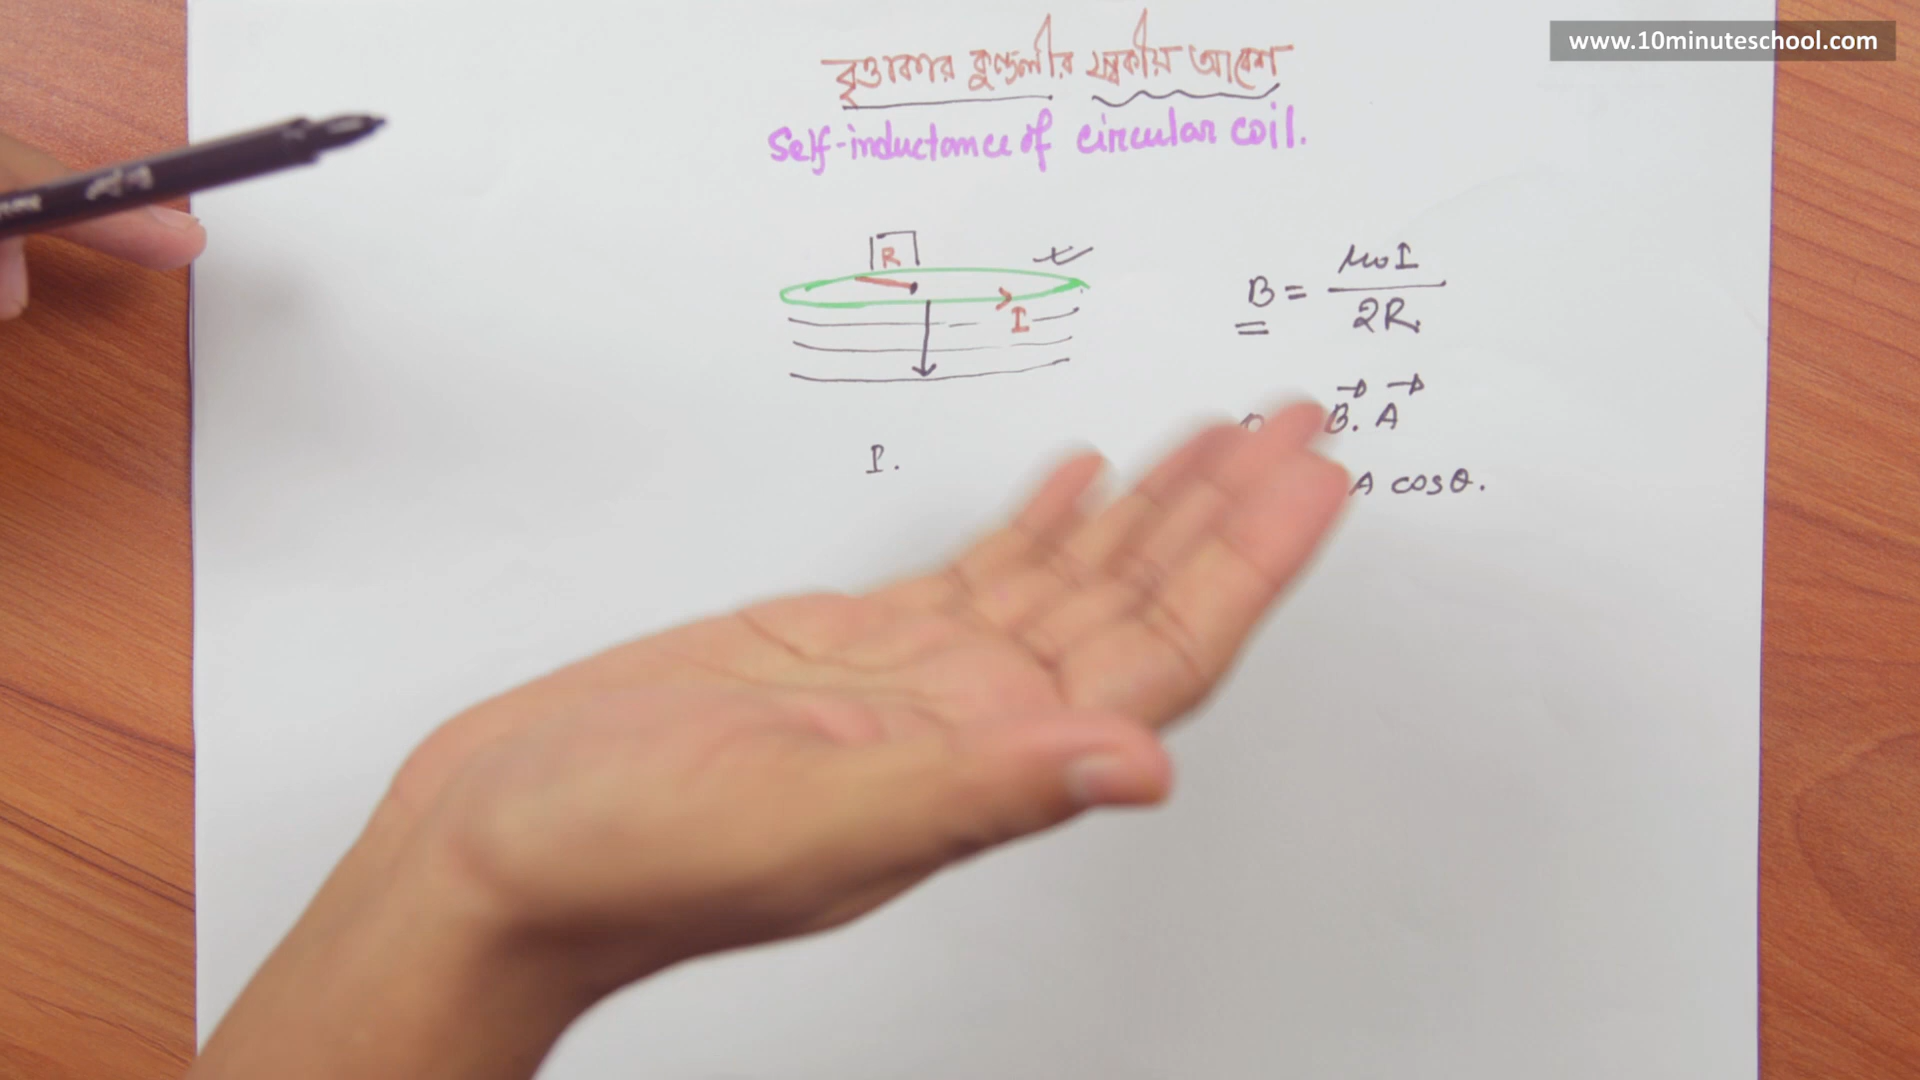 www.10minuteschool.com
বৃত্তাকার কুণ্ডলীর স্বকীয় আবেশ
Self-inductance of circular coil.
R
I
B = μ₀I / 2R.
B⃗. A⃗
I.
A cosθ.